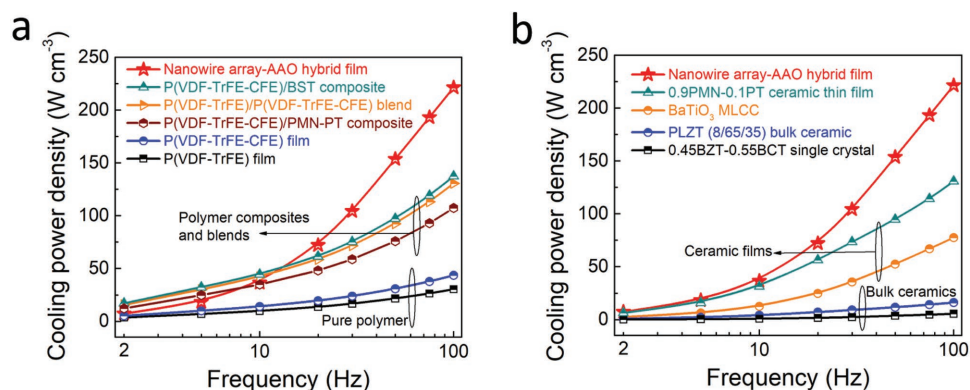 a
Cooling power density (W cm⁻³)
250
200
150
100
50
0
Nanowire array-AAO hybrid film
P(VDF-TrFE-CFE)/BST composite
P(VDF-TrFE)/P(VDF-TrFE-CFE) blend
P(VDF-TrFE-CFE)/PMN-PT composite
P(VDF-TrFE-CFE) film
P(VDF-TrFE) film
Polymer composites
and blends
Pure polymer
2
10
100
Frequency (Hz)
b
Cooling power density (W cm⁻³)
250
200
150
100
50
0
Nanowire array-AAO hybrid film
0.9PMN-0.1PT ceramic thin film
BaTiO₃ MLCC
PLZT (8/65/35) bulk ceramic
0.45BZT-0.55BCT single crystal
Ceramic films
Bulk ceramics
2
10
100
Frequency (Hz)